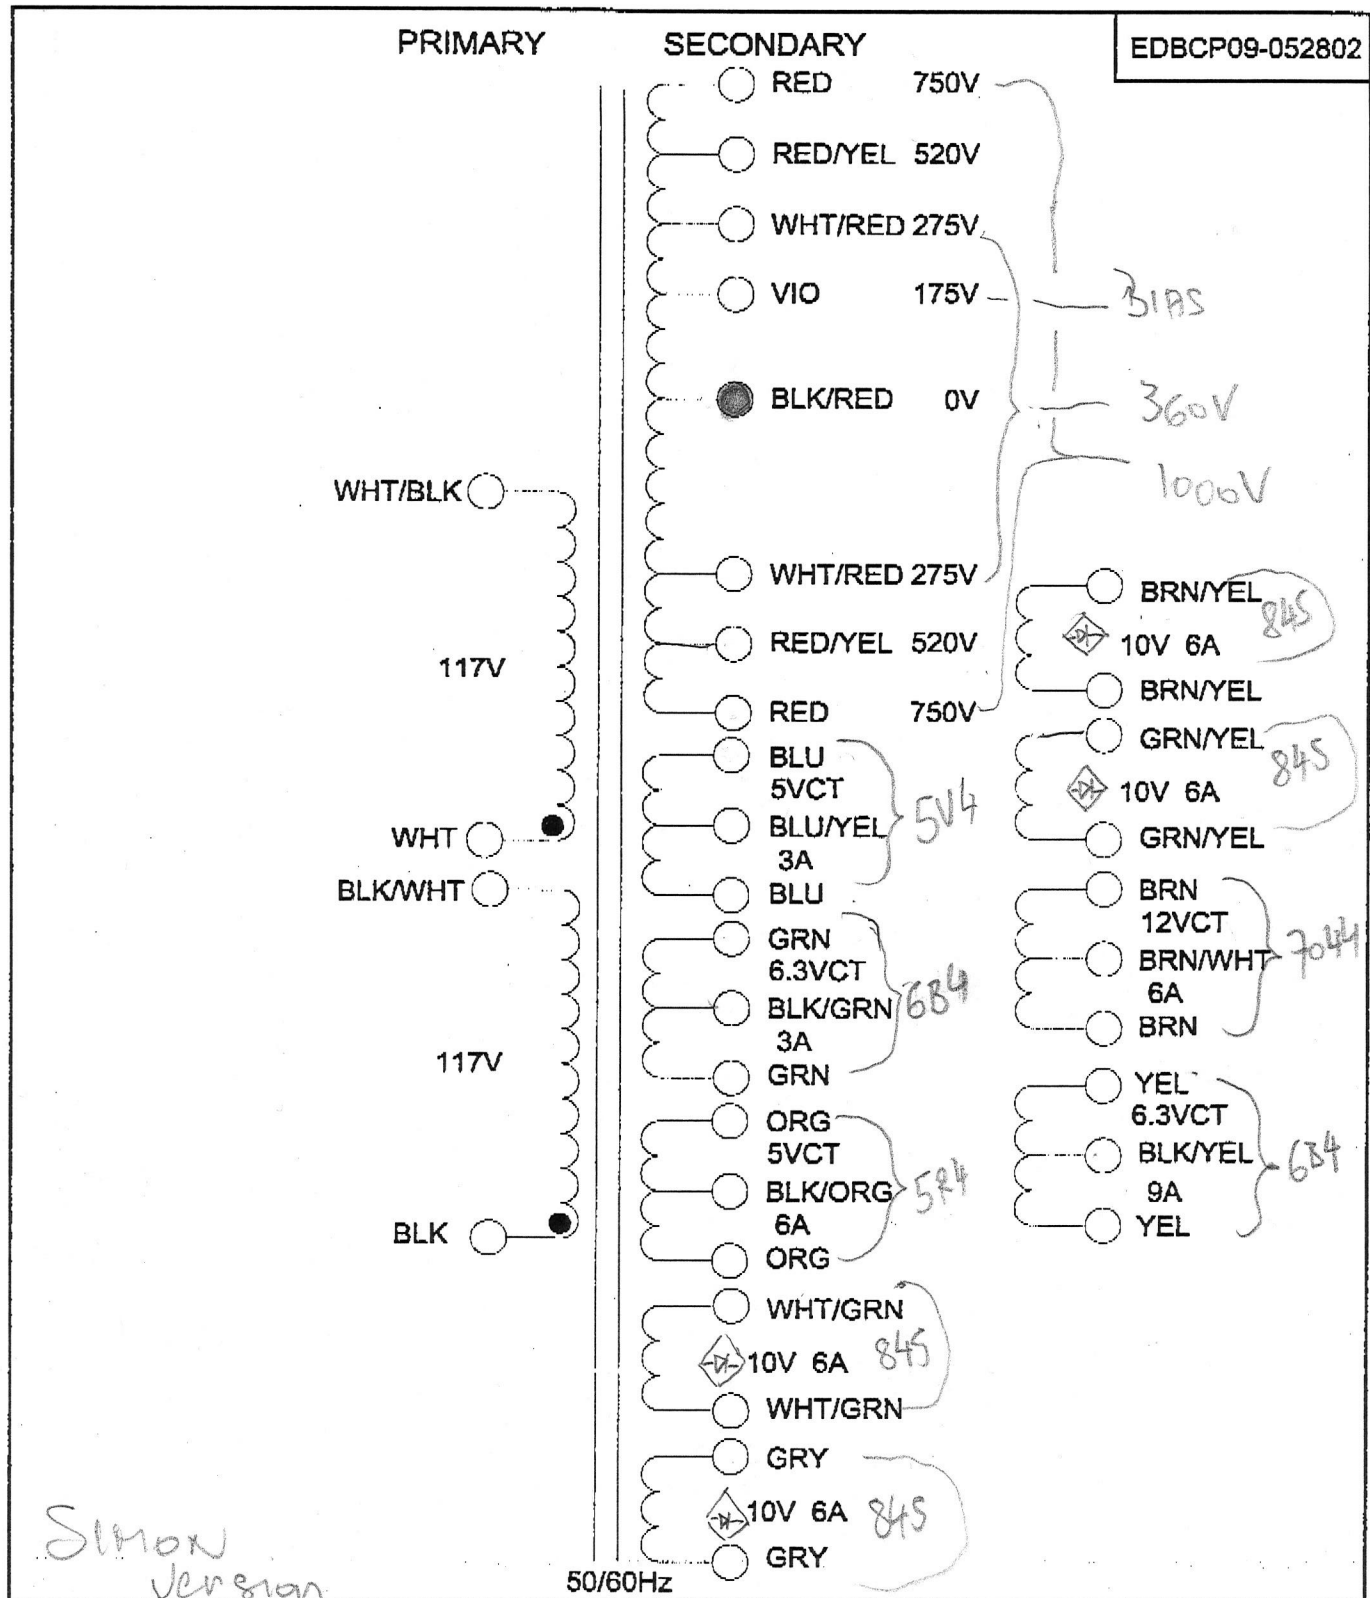 PRIMARY
SECONDARY
EDBCP09-052802
RED 750V
RED/YEL 520V
WHT/RED 275V
VIO 175V
BIAS
BLK/RED 0V
360V
1000V
WHT/BLK
117V
WHT
BLK/WHT
117V
BLK
WHT/RED 275V
RED/YEL 520V
RED 750V
BLU
5VCT
BLU/YEL
3A
BLU
5V4
GRN
6.3VCT
BLK/GRN
3A
GRN
6B4
ORG
5VCT
BLK/ORG
6A
ORG
5R4
WHT/GRN
10V 6A
WHT/GRN
845
GRY
10V 6A
GRY
845
BRN/YEL
10V 6A
BRN/YEL
845
GRN/YEL
10V 6A
GRN/YEL
845
BRN
12VCT
BRN/WHT
6A
BRN
7044
YEL
6.3VCT
BLK/YEL
9A
YEL
6B4
SIMON
Version
50/60Hz